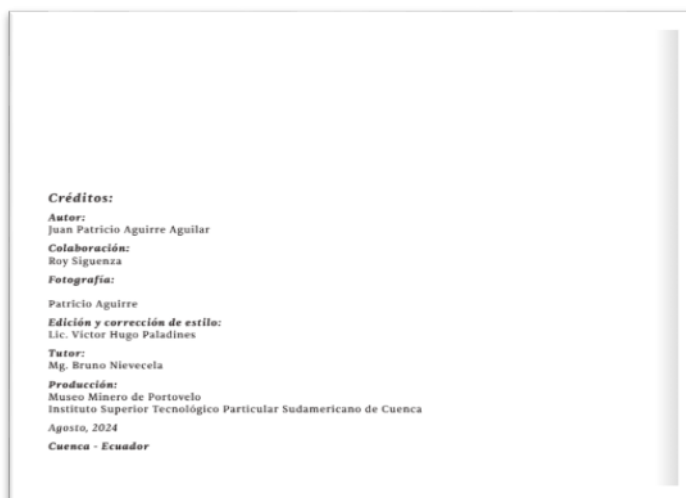 Créditos:
Autor:
Juan Patricio Aguirre Aguilar
Colaboración:
Roy Siguenza
Fotografía:
Patricio Aguirre
Edición y corrección de estilo:
Lic. Victor Hugo Paladines
Tutor:
Mg. Bruno Nievecela
Producción:
Museo Minero de Portovelo
Instituto Superior Tecnológico Particular Sudamericano de Cuenca
Agosto, 2024
Cuenca - Ecuador